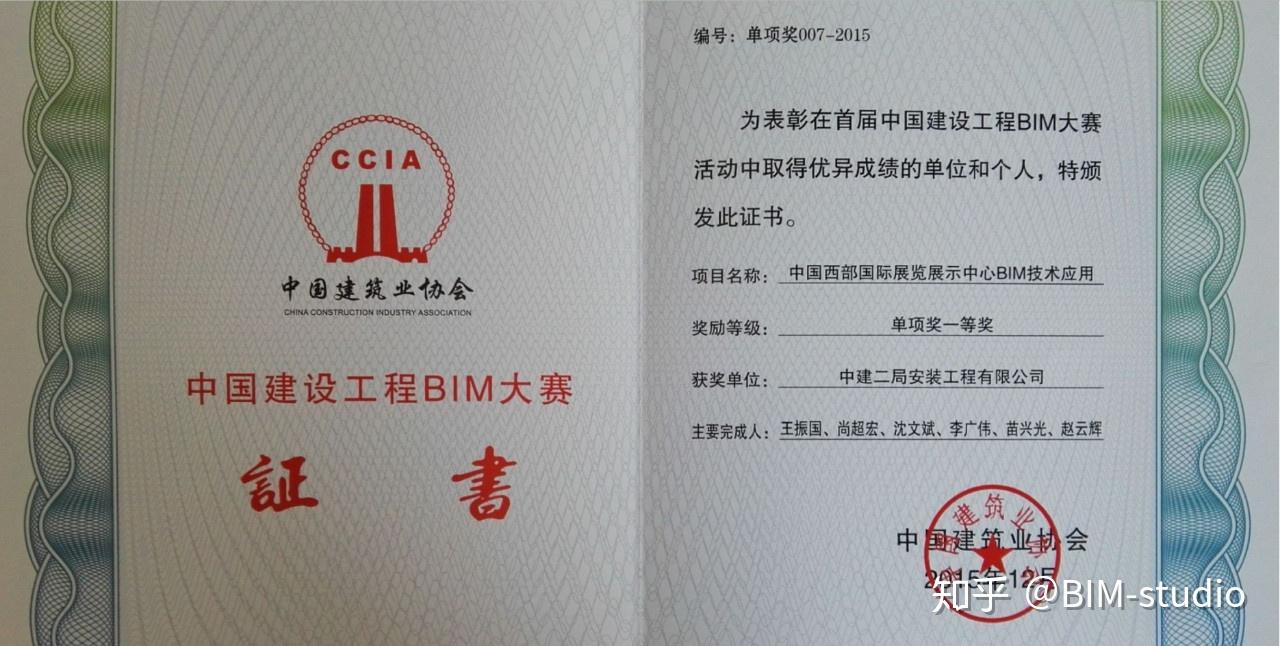 CCIA
中国建筑业协会
CHINA CONSTRUCTION INDUSTRY ASSOCIATION
中国建设工程BIM大赛
証 書
编号：单项奖007-2015
为表彰在首届中国建设工程BIM大赛
活动中取得优异成绩的单位和个人，特颁
发此证书。
项目名称：中国西部国际展览展示中心BIM技术应用
奖励等级：单项奖一等奖
获奖单位：中建二局安装工程有限公司
主要完成人：王振国、尚超宏、沈文斌、李广伟、苗兴光、赵云辉
中国建筑业协会
2015年12月
知乎 @BIM-studio